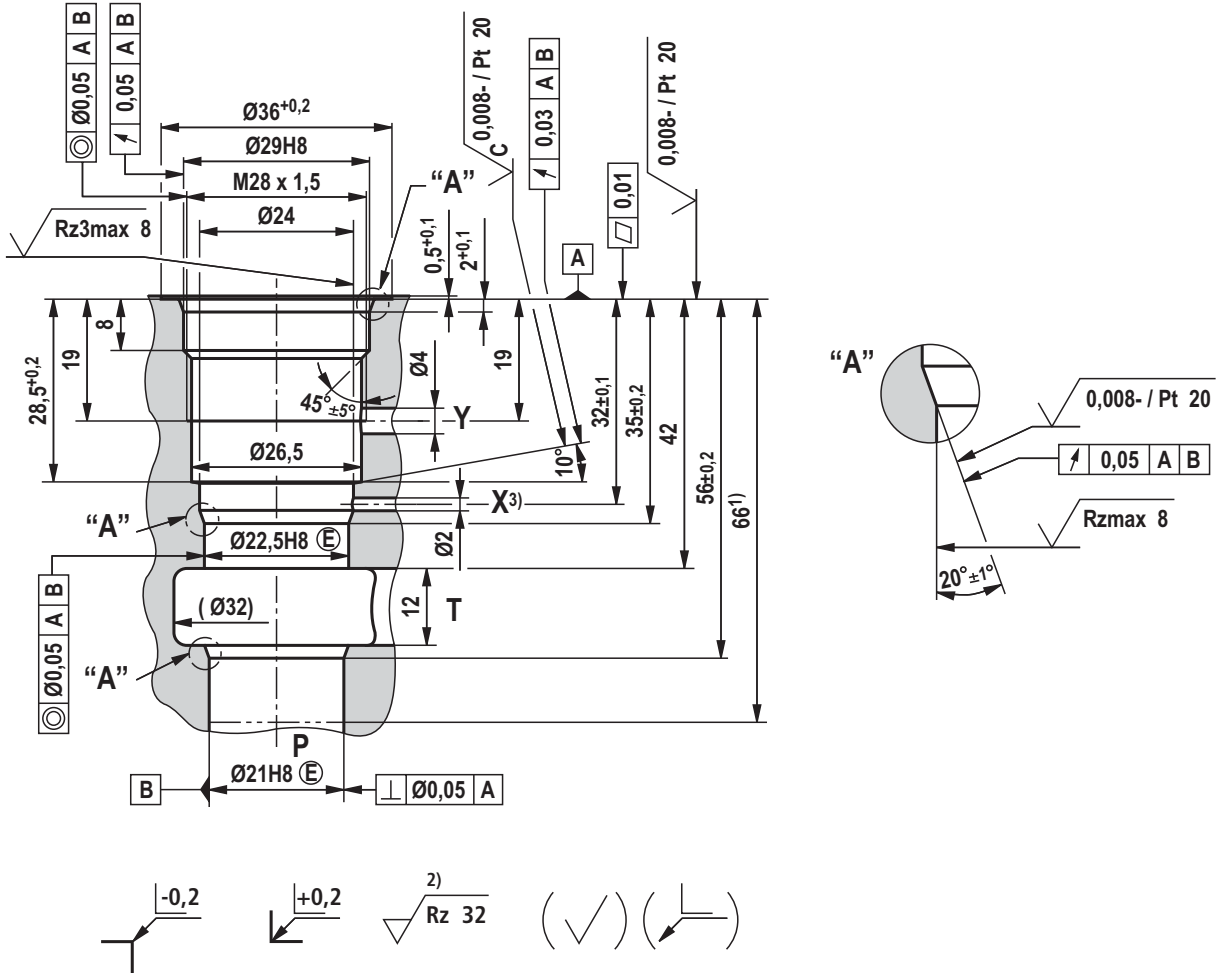 Ø0,05 A B
0,05 A B
Ø36+0,2
Ø29H8
M28 x 1,5
Ø24
Rz3max 8
"A"
0,5+0,1
2+0,1
0,008- / Pt 20
C
0,03 A B
A
0,01
0,008- / Pt 20
28,5+0,2
19
8
45° ±5°
Ø4
Y
19
Ø26,5
10°
32±0,1
35±0,2
42
56±0,2
66¹⁾
"A"
X³⁾
Ø2
Ø22,5H8 Ⓔ
Ø0,05 A B
( Ø32)
12
T
"A"
P
B
Ø21H8 Ⓔ
⊥ Ø0,05 A
"A"
0,008- / Pt 20
0,05 A B
Rzmax 8
20°±1°
-0,2
+0,2
2)
Rz 32